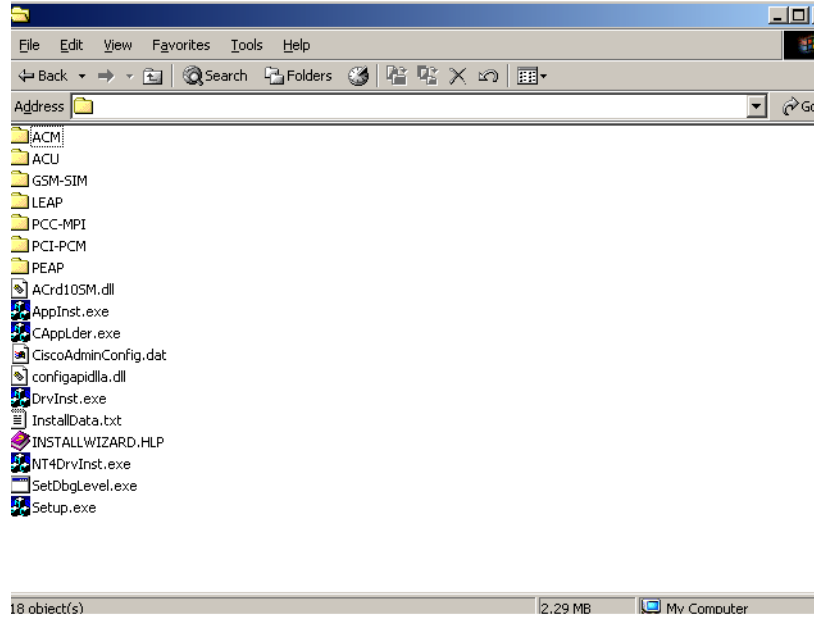 File Edit View Favorites Tools Help
Back Search Folders
Address Go
ACM
ACU
GSM-SIM
LEAP
PCC-MPI
PCI-PCM
PEAP
ACrd10SM.dll
AppInst.exe
CAppLder.exe
CiscoAdminConfig.dat
configapidlla.dll
DrvInst.exe
InstallData.txt
INSTALLWIZARD.HLP
NT4DrvInst.exe
SetDbgLevel.exe
Setup.exe
18 object(s) 2.29 MB My Computer